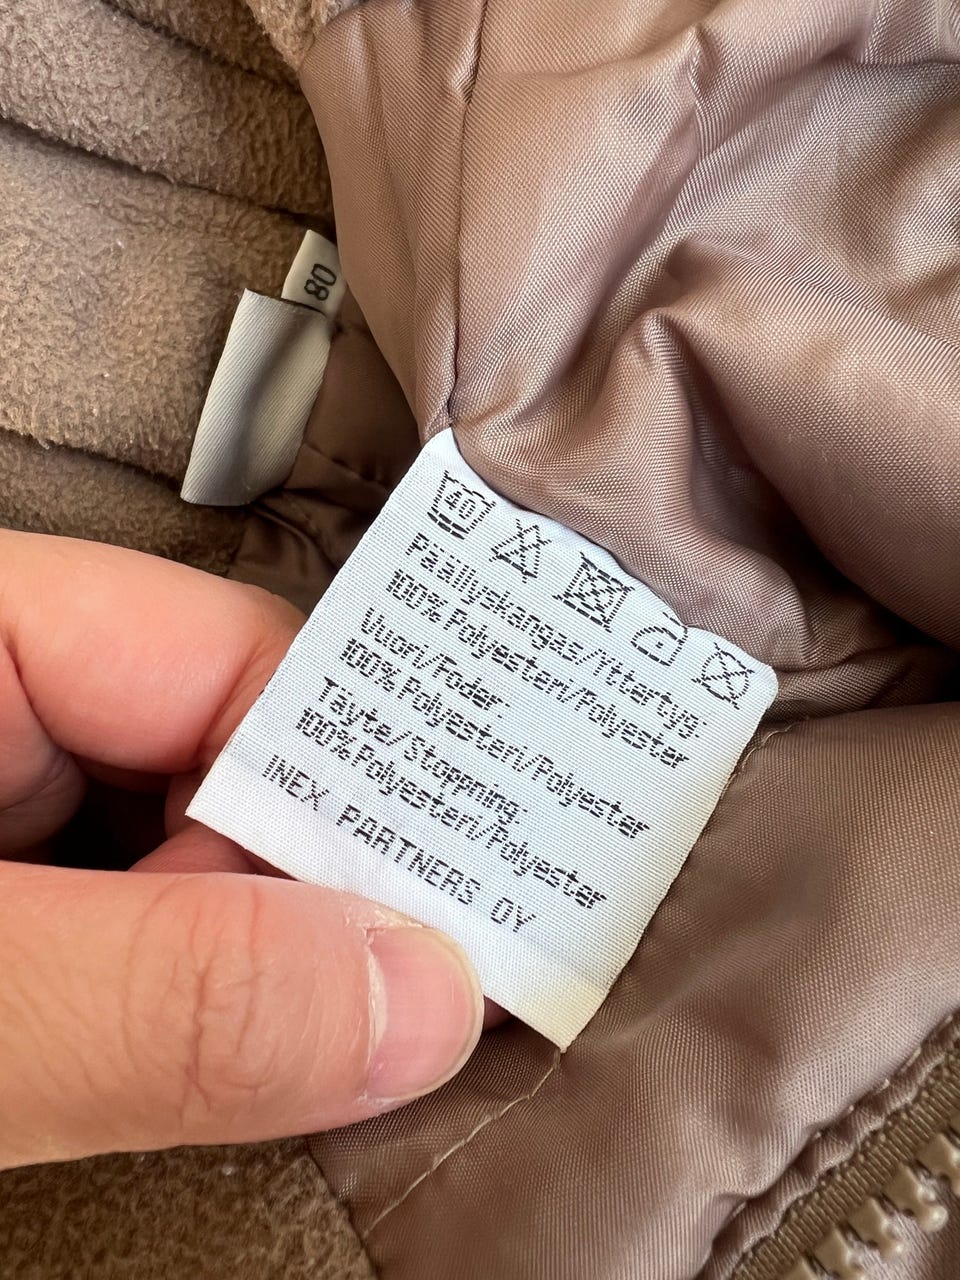 80
40
Päällyskangas/Yttertyg:
100% Polyesteri/Polyester
Vuori/Foder:
100% Polyesteri/Polyester
Täyte/Stoppning:
100% Polyesteri/Polyester
INEX PARTNERS OY